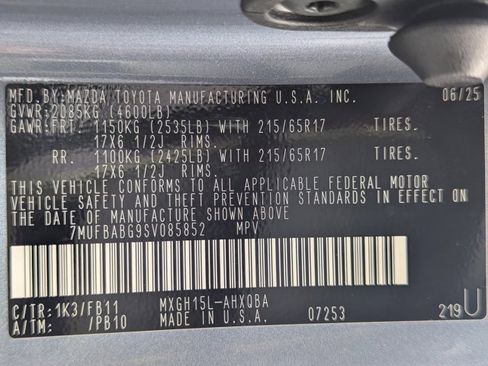 MFD.BY:MAZDA TOYOTA MANUFACTURING U.S.A. INC. 06/25
GVWR:2085KG (4600LB)
GAWR:FRT. 1150KG (2535LB) WITH 215/65R17 TIRES.
17X6 1/2J RIMS.
RR. 1100KG (2425LB) WITH 215/65R17 TIRES.
17X6 1/2J RIMS.
THIS VEHICLE CONFORMS TO ALL APPLICABLE FEDERAL MOTOR
VEHICLE SAFETY AND THEFT PREVENTION STANDARDS IN EFFECT ON
THE DATE OF MANUFACTURE SHOWN ABOVE.
7MUFBABG9SV085852 MPV
C/TR:1K3/FB11 MXGH15L-AHXQBA
A/TM: /PB10 MADE IN U.S.A. 07253 219U